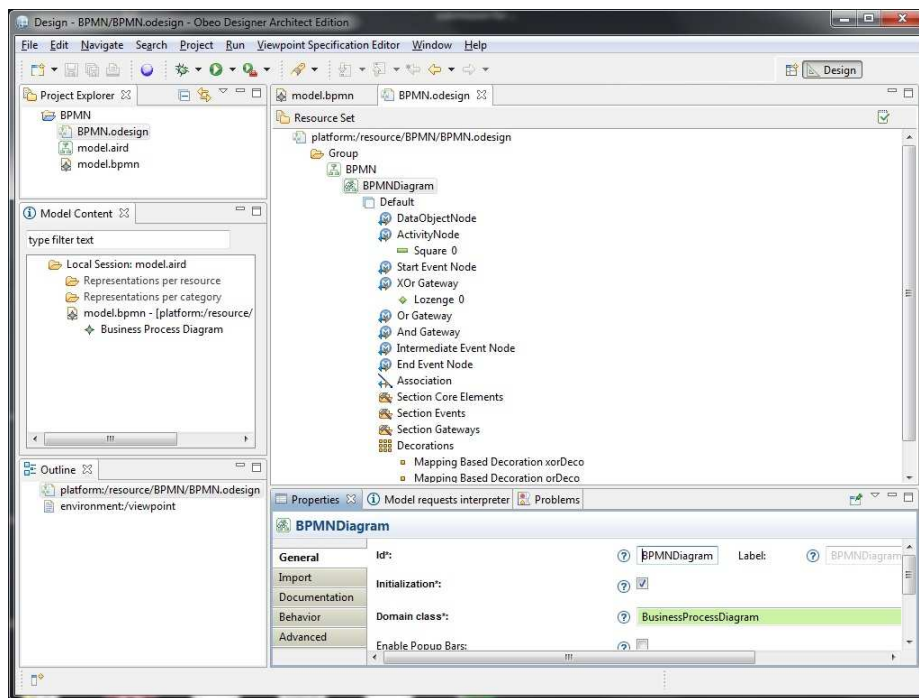 Design - BPMN/BPMN.odesign - Obeo Designer Architect Edition
File Edit Navigate Search Project Run Viewpoint Specification Editor Window Help
Design
Project Explorer
BPMN
BPMN.odesign
model.aird
model.bpmn
Model Content
type filter text
Local Session: model.aird
Representations per resource
Representations per category
model.bpmn - [platform:/resource/
Business Process Diagram
Outline
platform:/resource/BPMN/BPMN.odesign
environment:/viewpoint
model.bpmn BPMN.odesign
Resource Set
platform:/resource/BPMN/BPMN.odesign
Group
BPMN
BPMNDiagram
Default
DataObjectNode
ActivityNode
Square 0
Start Event Node
XOr Gateway
Lozenge 0
Or Gateway
And Gateway
Intermediate Event Node
End Event Node
Association
Section Core Elements
Section Events
Section Gateways
Decorations
Mapping Based Decoration xorDeco
Mapping Based Decoration orDeco
Properties Model requests interpreter Problems
BPMNDiagram
General
Import
Documentation
Behavior
Advanced
Id*: BPMNDiagram Label: BPMNDiagram
Initialization*:
Domain class*: BusinessProcessDiagram
Enable Popup Bars: